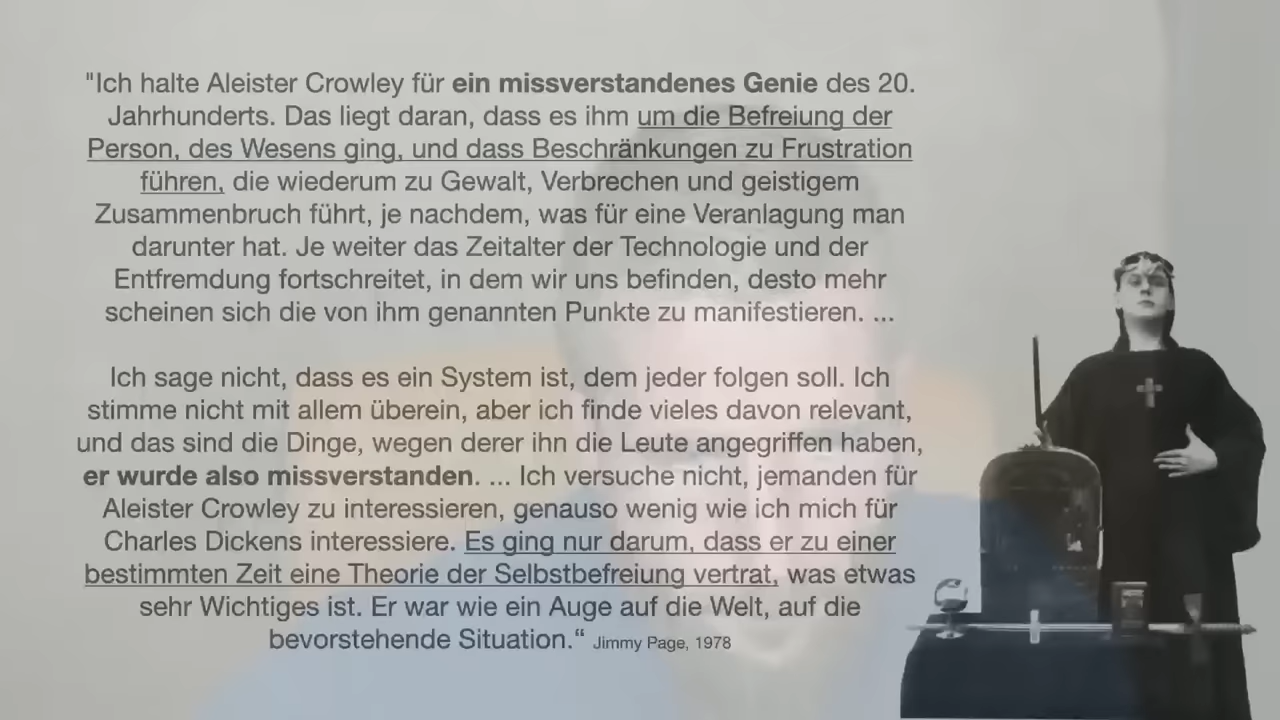 "Ich halte Aleister Crowley für ein missverstandenes Genie des 20.
Jahrhunderts. Das liegt daran, dass es ihm um die Befreiung der
Person, des Wesens ging, und dass Beschränkungen zu Frustration
führen, die wiederum zu Gewalt, Verbrechen und geistigem
Zusammenbruch führt, je nachdem, was für eine Veranlagung man
darunter hat. Je weiter das Zeitalter der Technologie und der
Entfremdung fortschreitet, in dem wir uns befinden, desto mehr
scheinen sich die von ihm genannten Punkte zu manifestieren. ...
Ich sage nicht, dass es ein System ist, dem jeder folgen soll. Ich
stimme nicht mit allem überein, aber ich finde vieles davon relevant,
und das sind die Dinge, wegen derer ihn die Leute angegriffen haben,
er wurde also missverstanden. ... Ich versuche nicht, jemanden für
Aleister Crowley zu interessieren, genauso wenig wie ich mich für
Charles Dickens interessiere. Es ging nur darum, dass er zu einer
bestimmten Zeit eine Theorie der Selbstbefreiung vertrat, was etwas
sehr Wichtiges ist. Er war wie ein Auge auf die Welt, auf die
bevorstehende Situation.“ Jimmy Page, 1978